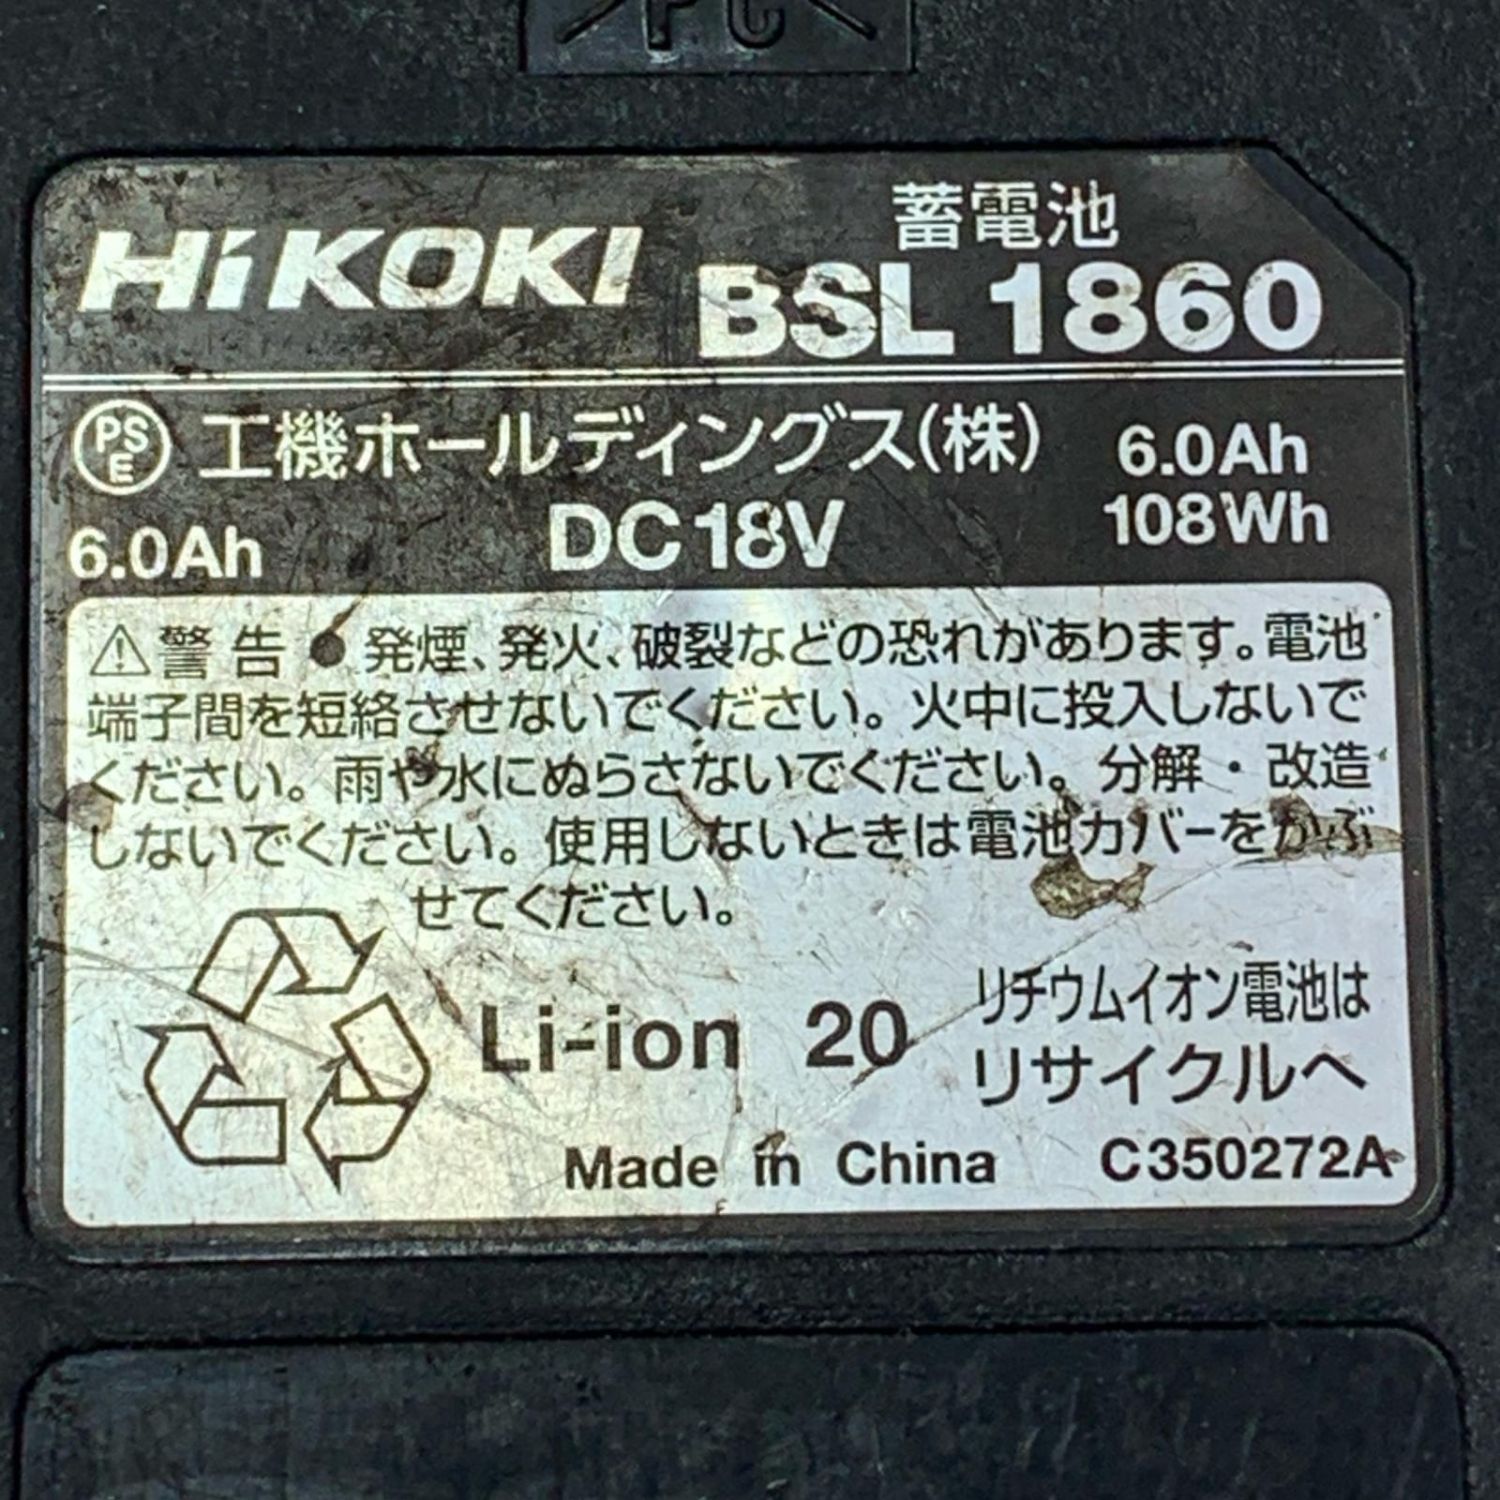 PC
HiKOKI
蓄電池
BSL 1860
PSE 工機ホールディングス(株) 6.0Ah
6.0Ah DC18V 108Wh
⚠警告 ●発煙、発火、破裂などの恐れがあります。電池
端子間を短絡させないでください。火中に投入しないで
ください。雨や水にぬらさないでください。分解・改造
しないでください。使用しないときは電池カバーをかぶ
せてください。
Li-ion 20 リチウムイオン電池は
リサイクルへ
Made in China C350272A